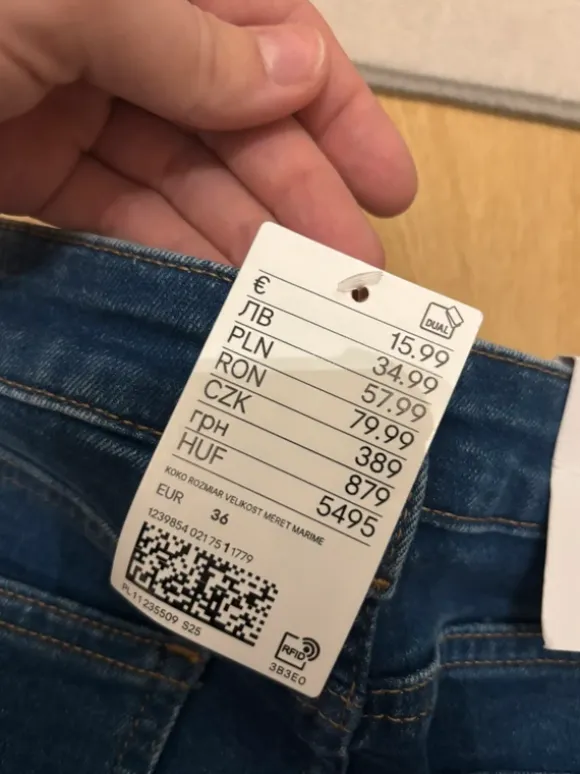 DUAL
€ 15.99
ЛВ 34.99
PLN 57.99
RON 79.99
CZK 389
грн 879
HUF 5495
KOKO ROZMIAR VELIKOST MÉRET MARIME
EUR 36
1239854 021751 1779
PL11235509 S25
RFID
3B3E0